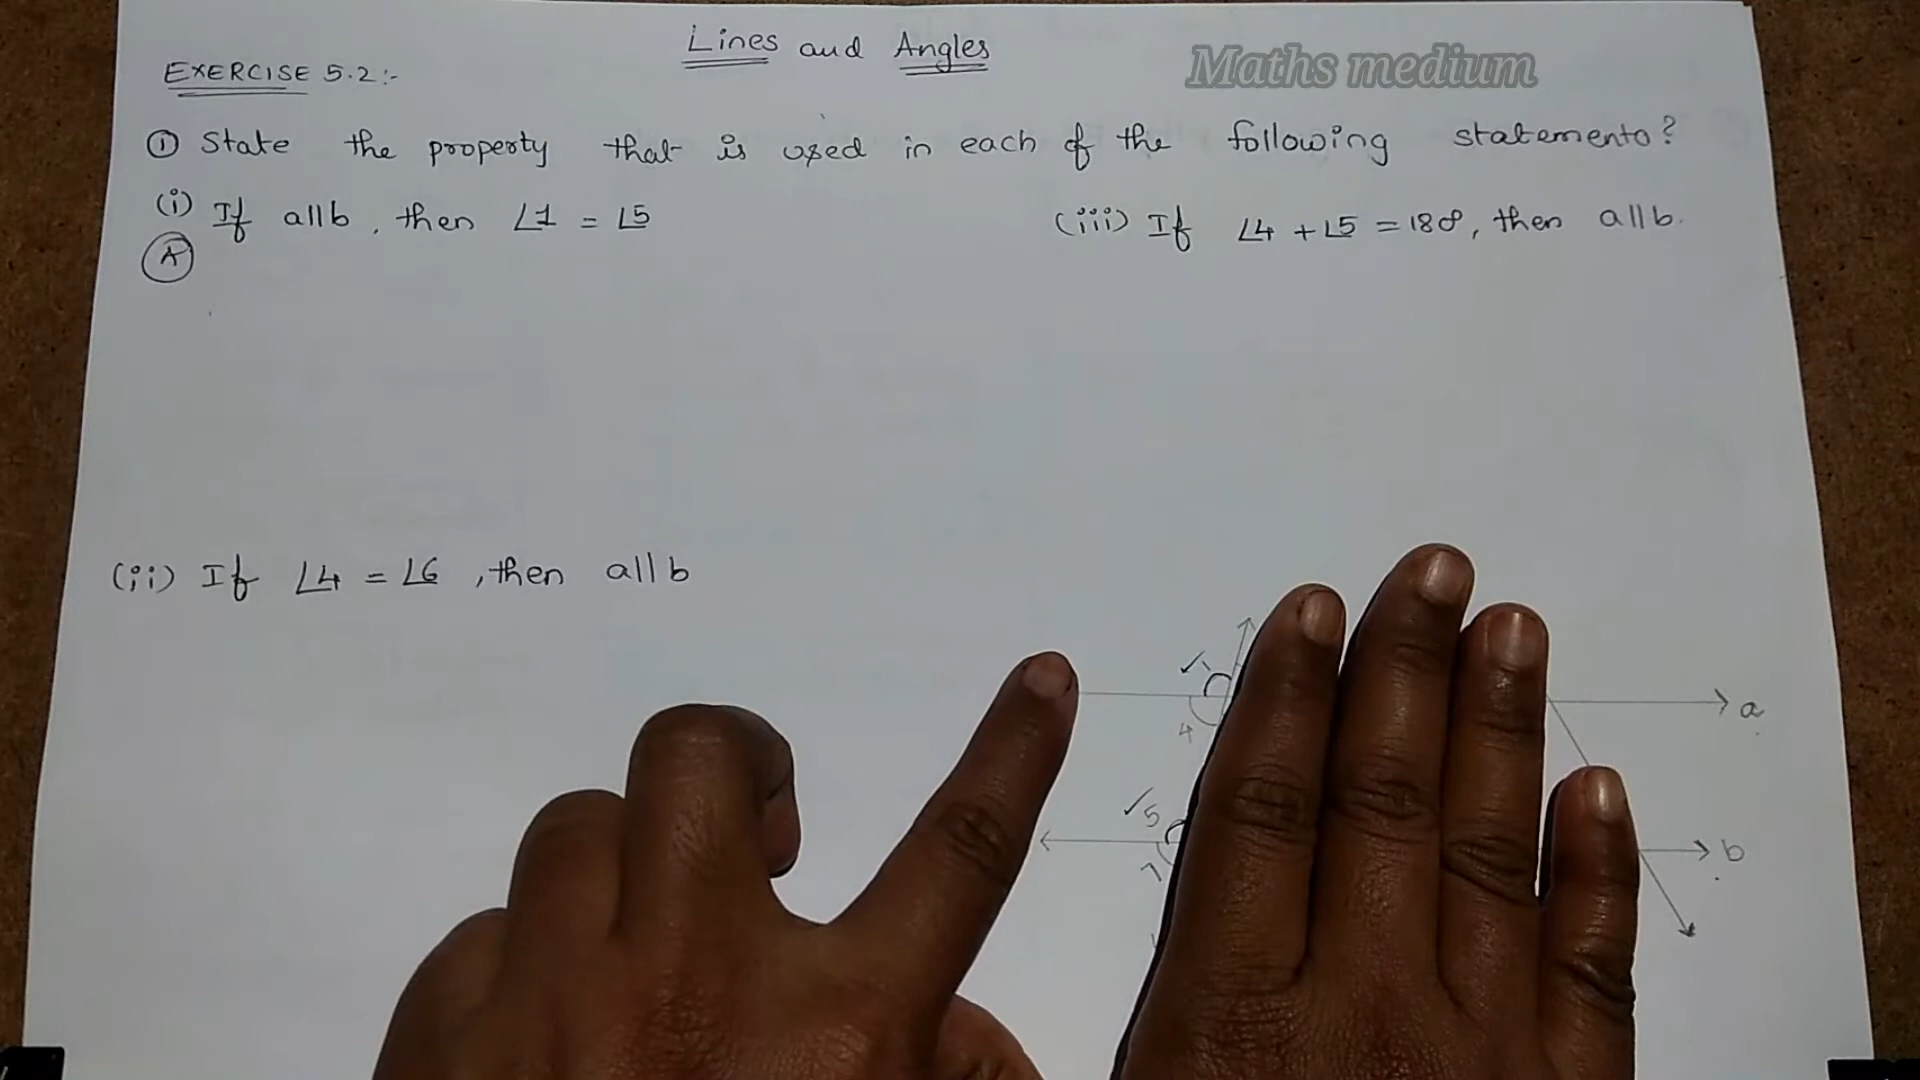 Lines and Angles
Maths medium
EXERCISE 5.2:-
① State the property that is used in each of the following statements?
(i) If a||b, then ∠1 = ∠5
(iii) If ∠4 + ∠5 = 180°, then a||b.
Ⓐ
(ii) If ∠4 = ∠6, then a||b
1
a
4
5
b
7